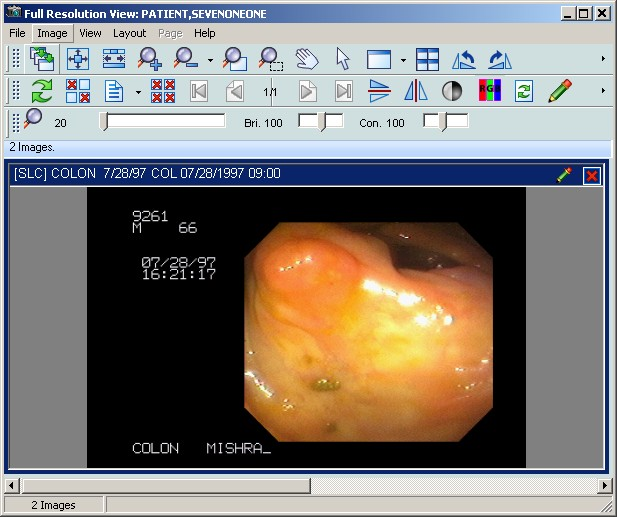 Full Resolution View: PATIENT,SEVENONEONE
File Image View Layout Page Help
1/1
RGB
20 Bri. 100 Con. 100
2 Images.
[SLC] COLON 7/28/97 COL 07/28/1997 09:00
9261
M 66
07/28/97
16:21:17
COLON MISHRA_
2 Images